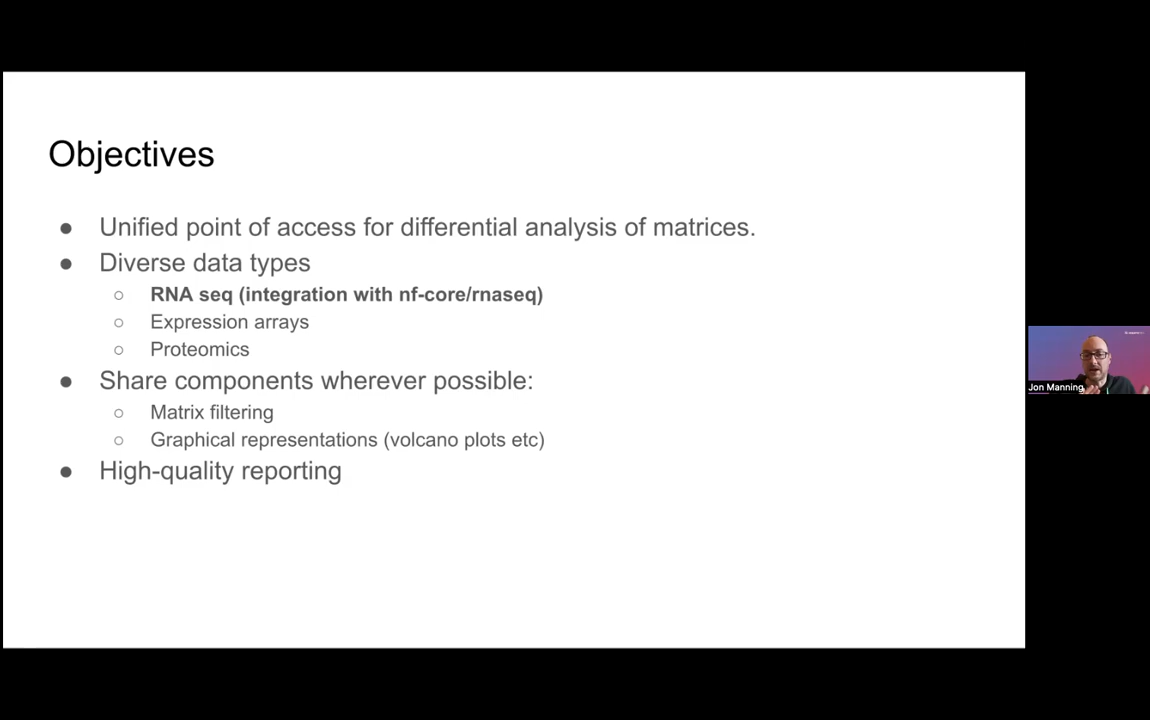 Objectives
● Unified point of access for differential analysis of matrices.
● Diverse data types
○ RNA seq (integration with nf-core/rnaseq)
○ Expression arrays
○ Proteomics
● Share components wherever possible:
○ Matrix filtering
○ Graphical representations (volcano plots etc)
● High-quality reporting
Jon Manning